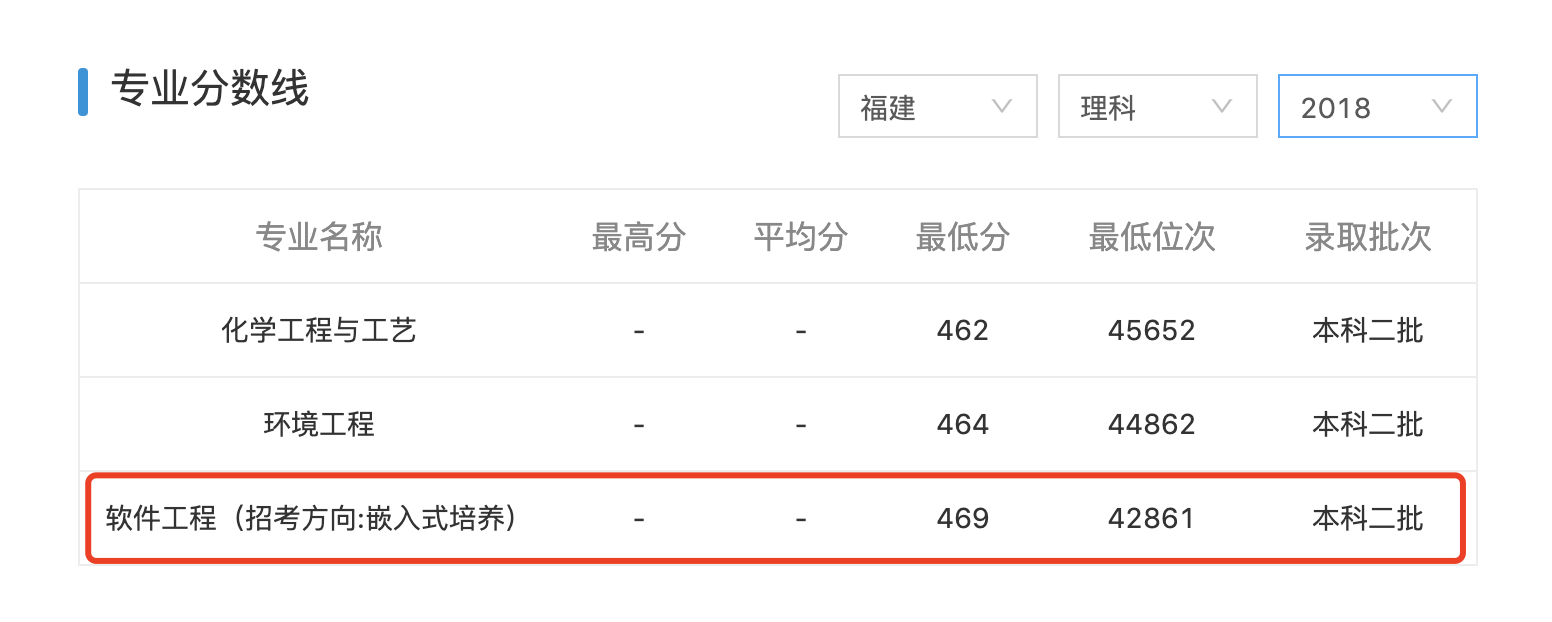 专业分数线
福建 理科 2018
专业名称 最高分 平均分 最低分 最低位次 录取批次
化学工程与工艺 - - 462 45652 本科二批
环境工程 - - 464 44862 本科二批
软件工程（招考方向:嵌入式培养） - - 469 42861 本科二批